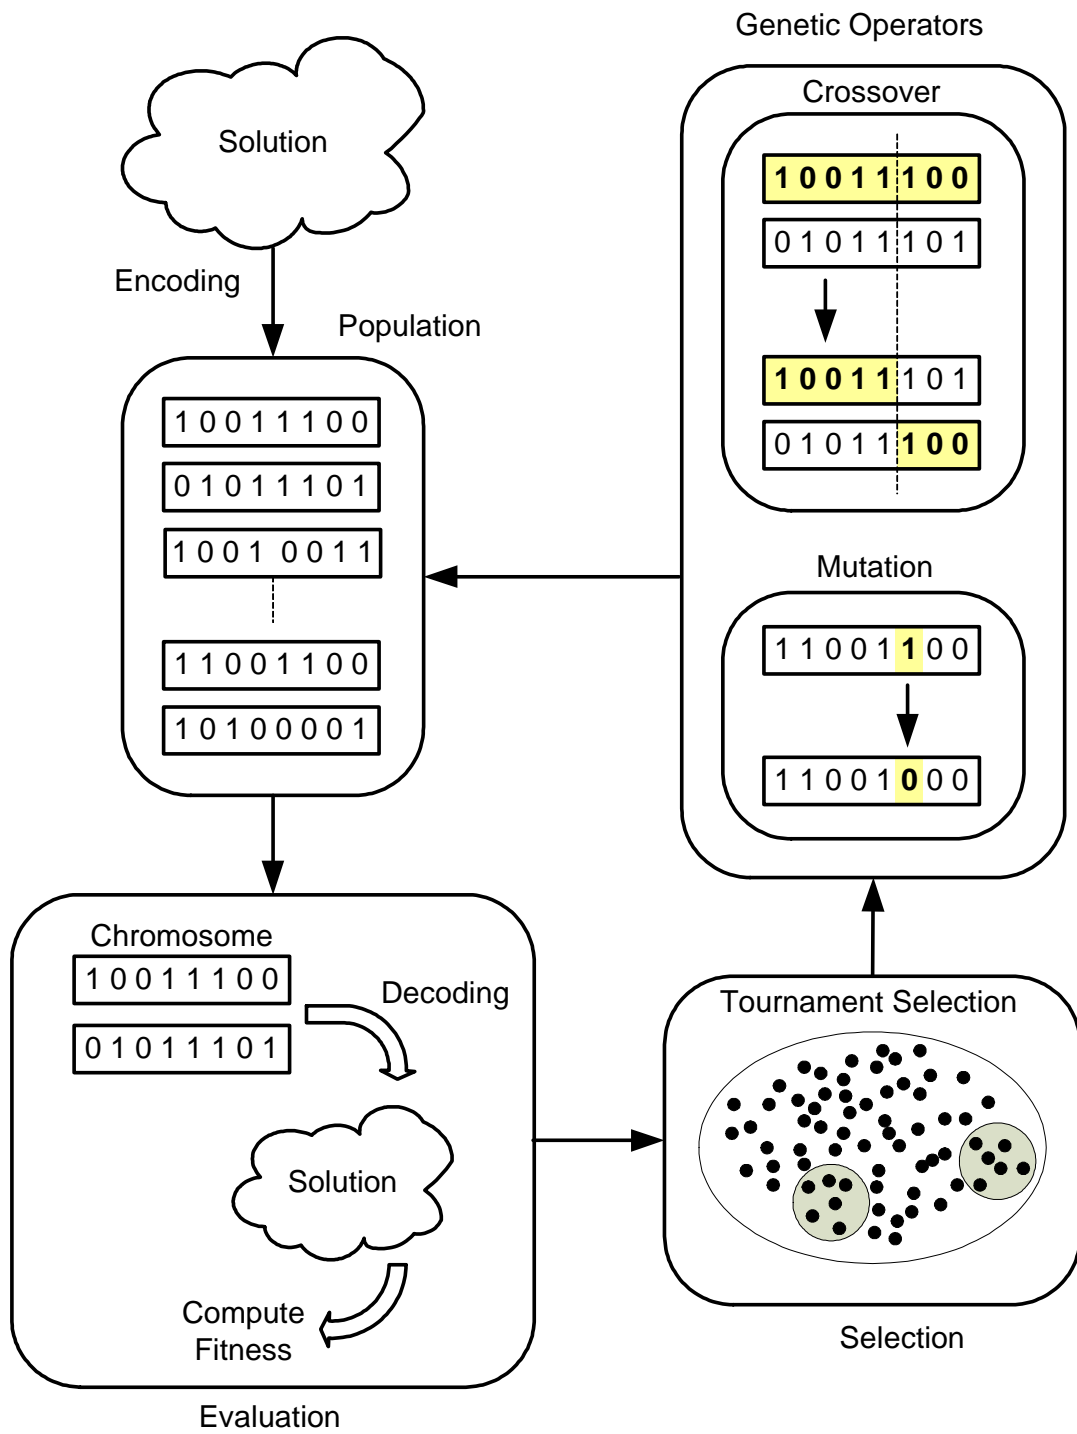 Genetic Operators
Crossover
1 0 0 1 1 1 0 0
0 1 0 1 1 1 0 1
1 0 0 1 1 1 0 1
0 1 0 1 1 1 0 0
Mutation
1 1 0 0 1 1 0 0
1 1 0 0 1 0 0 0
Solution
Encoding
Population
1 0 0 1 1 1 0 0
0 1 0 1 1 1 0 1
1 0 0 1 0 0 1 1
1 1 0 0 1 1 0 0
1 0 1 0 0 0 0 1
Chromosome
1 0 0 1 1 1 0 0
0 1 0 1 1 1 0 1
Decoding
Solution
Compute
Fitness
Evaluation
Tournament Selection
Selection